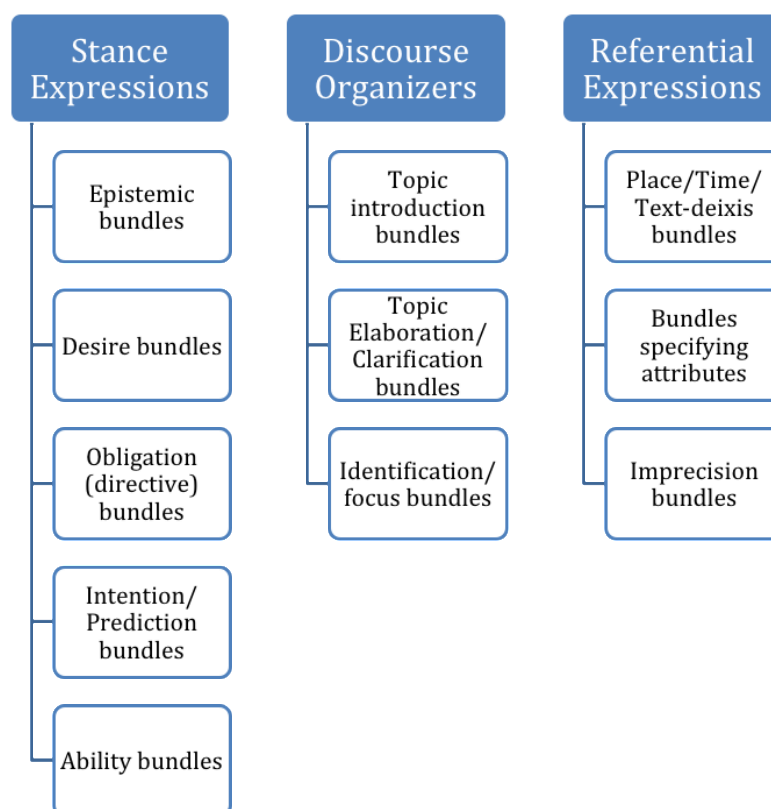 Stance
Expressions
Epistemic
bundles
Desire bundles
Obligation
(directive)
bundles
Intention/
Prediction
bundles
Ability bundles
Discourse
Organizers
Topic
introduction
bundles
Topic
Elaboration/
Clarification
bundles
Identification/
focus bundles
Referential
Expressions
Place/Time/
Text-deixis
bundles
Bundles
specifying
attributes
Imprecision
bundles